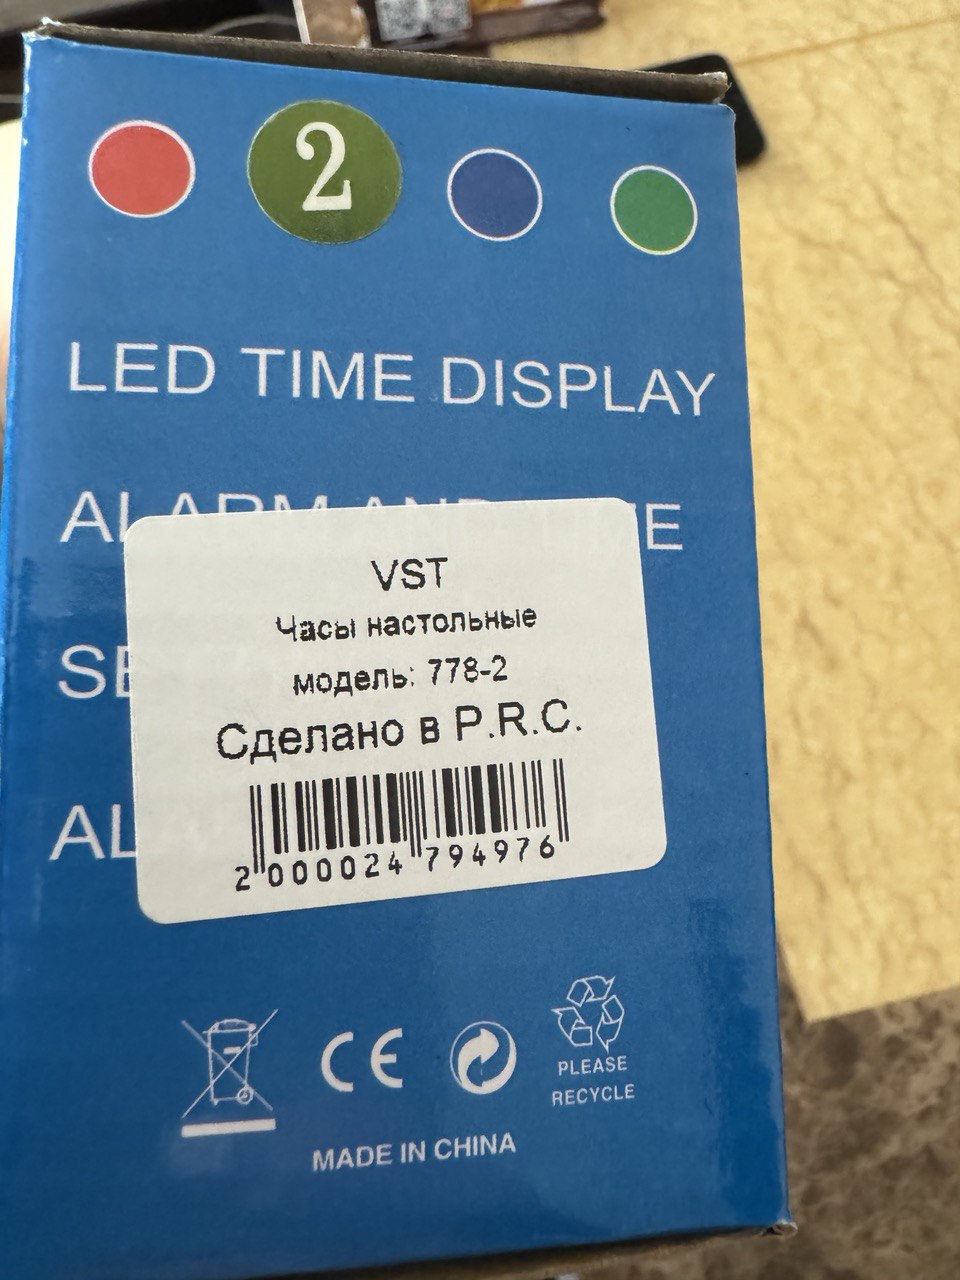 2
LED TIME DISPLAY
VST
Часы настольные
модель: 778-2
Сделано в P.R.C.
2 000024 794976
CE
PLEASE
RECYCLE
MADE IN CHINA